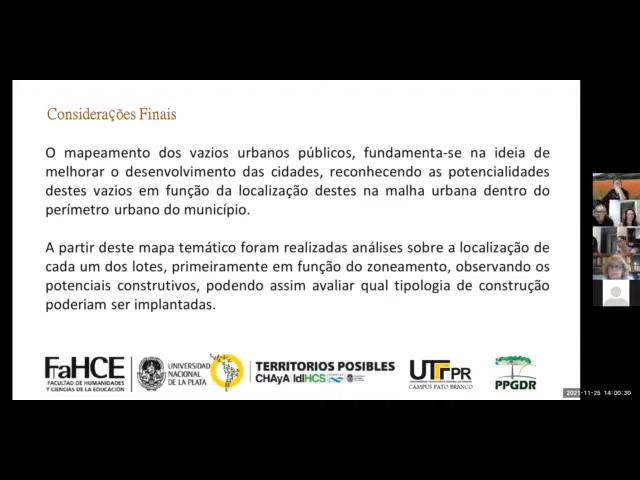 Considerações Finais
O mapeamento dos vazios urbanos públicos, fundamenta-se na ideia de
melhorar o desenvolvimento das cidades, reconhecendo as potencialidades
destes vazios em função da localização destes na malha urbana dentro do
perímetro urbano do município.
A partir deste mapa temático foram realizadas análises sobre a localização de
cada um dos lotes, primeiramente em função do zoneamento, observando os
potenciais construtivos, podendo assim avaliar qual tipologia de construção
poderiam ser implantadas.
FaHCE
FACULTAD DE HUMANIDADES
Y CIENCIAS DE LA EDUCACIÓN
UNIVERSIDAD
NACIONAL
DE LA PLATA
TERRITORIOS POSIBLES
CHAyA IdIHCS
UTFPR
CAMPUS PATO BRANCO
PPGDR
2021-11-25 14:00:30